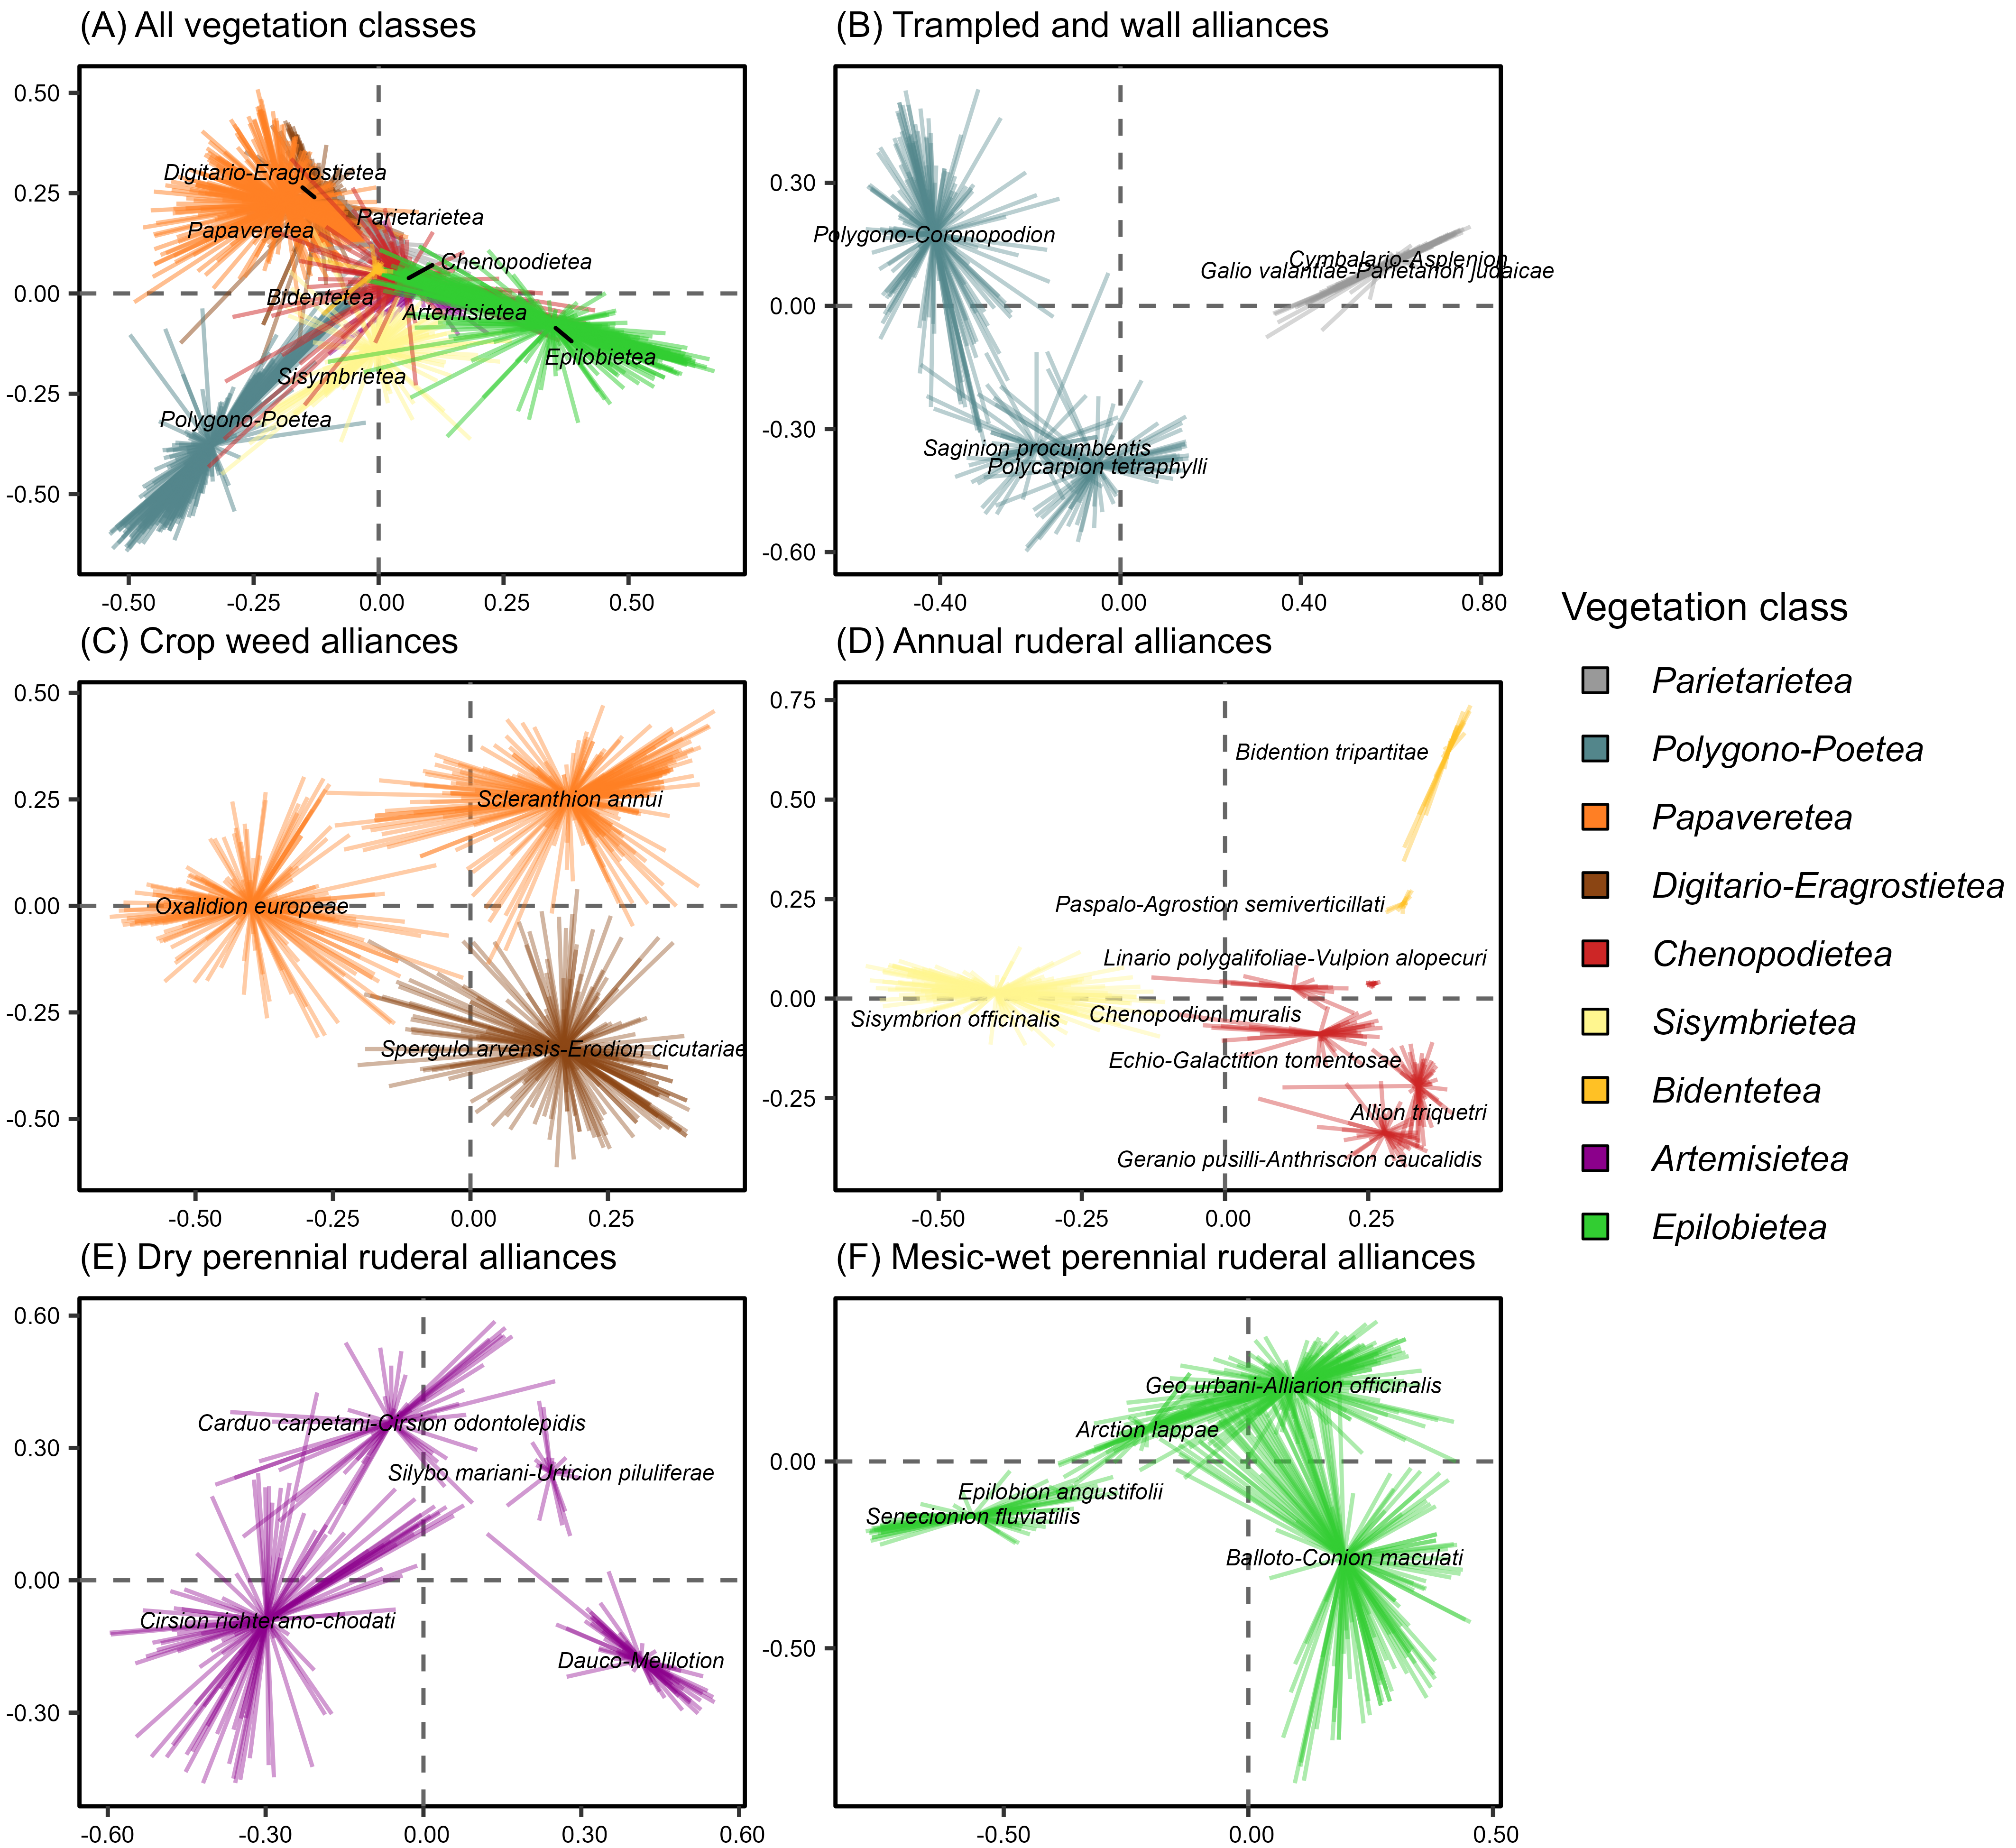 (A) All vegetation classes
0.50
0.25
0.00
-0.25
-0.50
Digitario-Eragrostietea
Papaveretea
Parietarietea
Chenopodietea
Bidentetea
Artemisietea
Epilobietea
Sisymbrietea
Polygono-Poetea
-0.50 -0.25 0.00 0.25 0.50
(B) Trampled and wall alliances
0.30
0.00
-0.30
-0.60
Polygono-Coronopodion
Cymbalario-Asplenion
Galio valantiae-Parietarion judaicae
Saginion procumbentis
Polycarpion tetraphylli
-0.40 0.00 0.40 0.80
(C) Crop weed alliances
0.50
0.25
0.00
-0.25
-0.50
Scleranthion annui
Oxalidion europeae
Spergulo arvensis-Erodion cicutariae
-0.50 -0.25 0.00 0.25
(D) Annual ruderal alliances
0.75
0.50
0.25
0.00
-0.25
Bidention tripartitae
Paspalo-Agrostion semiverticillati
Linario polygalifoliae-Vulpion alopecuri
Sisymbrion officinalis
Chenopodion muralis
Echio-Galactition tomentosae
Allion triquetri
Geranio pusilli-Anthriscion caucalidis
-0.50 -0.25 0.00 0.25
(E) Dry perennial ruderal alliances
0.60
0.30
0.00
-0.30
Carduo carpetani-Cirsion odontolepidis
Silybo mariani-Urticion piluliferae
Cirsion richterano-chodati
Dauco-Melilotion
-0.60 -0.30 0.00 0.30 0.60
(F) Mesic-wet perennial ruderal alliances
0.00
-0.50
Geo urbani-Alliarion officinalis
Arction lappae
Epilobion angustifolii
Senecionion fluviatilis
Balloto-Conion maculati
-0.50 0.00 0.50
Vegetation class
Parietarietea
Polygono-Poetea
Papaveretea
Digitario-Eragrostietea
Chenopodietea
Sisymbrietea
Bidentetea
Artemisietea
Epilobietea